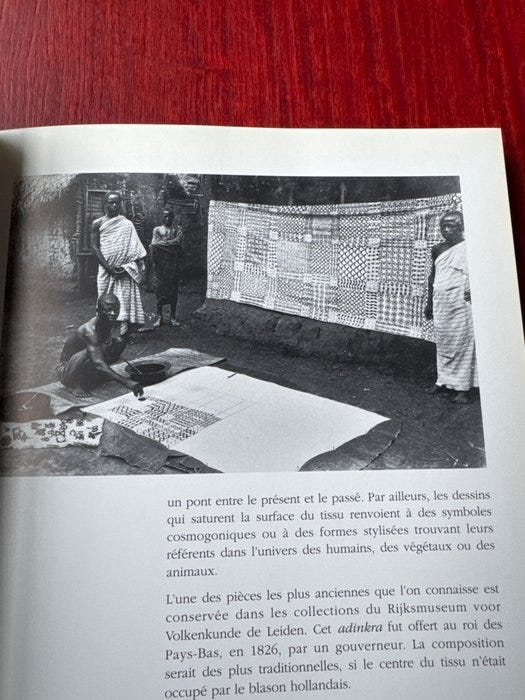 un pont entre le présent et le passé. Par ailleurs, les dessins
qui saturent la surface du tissu renvoient à des symboles
cosmogoniques ou à des formes stylisées trouvant leurs
référents dans l'univers des humains, des végétaux ou des
animaux.
L'une des pièces les plus anciennes que l'on connaisse est
conservée dans les collections du Rijksmuseum voor
Volkenkunde de Leiden. Cet adinkra fut offert au roi des
Pays-Bas, en 1826, par un gouverneur. La composition
serait des plus traditionnelles, si le centre du tissu n'était
occupé par le blason hollandais.